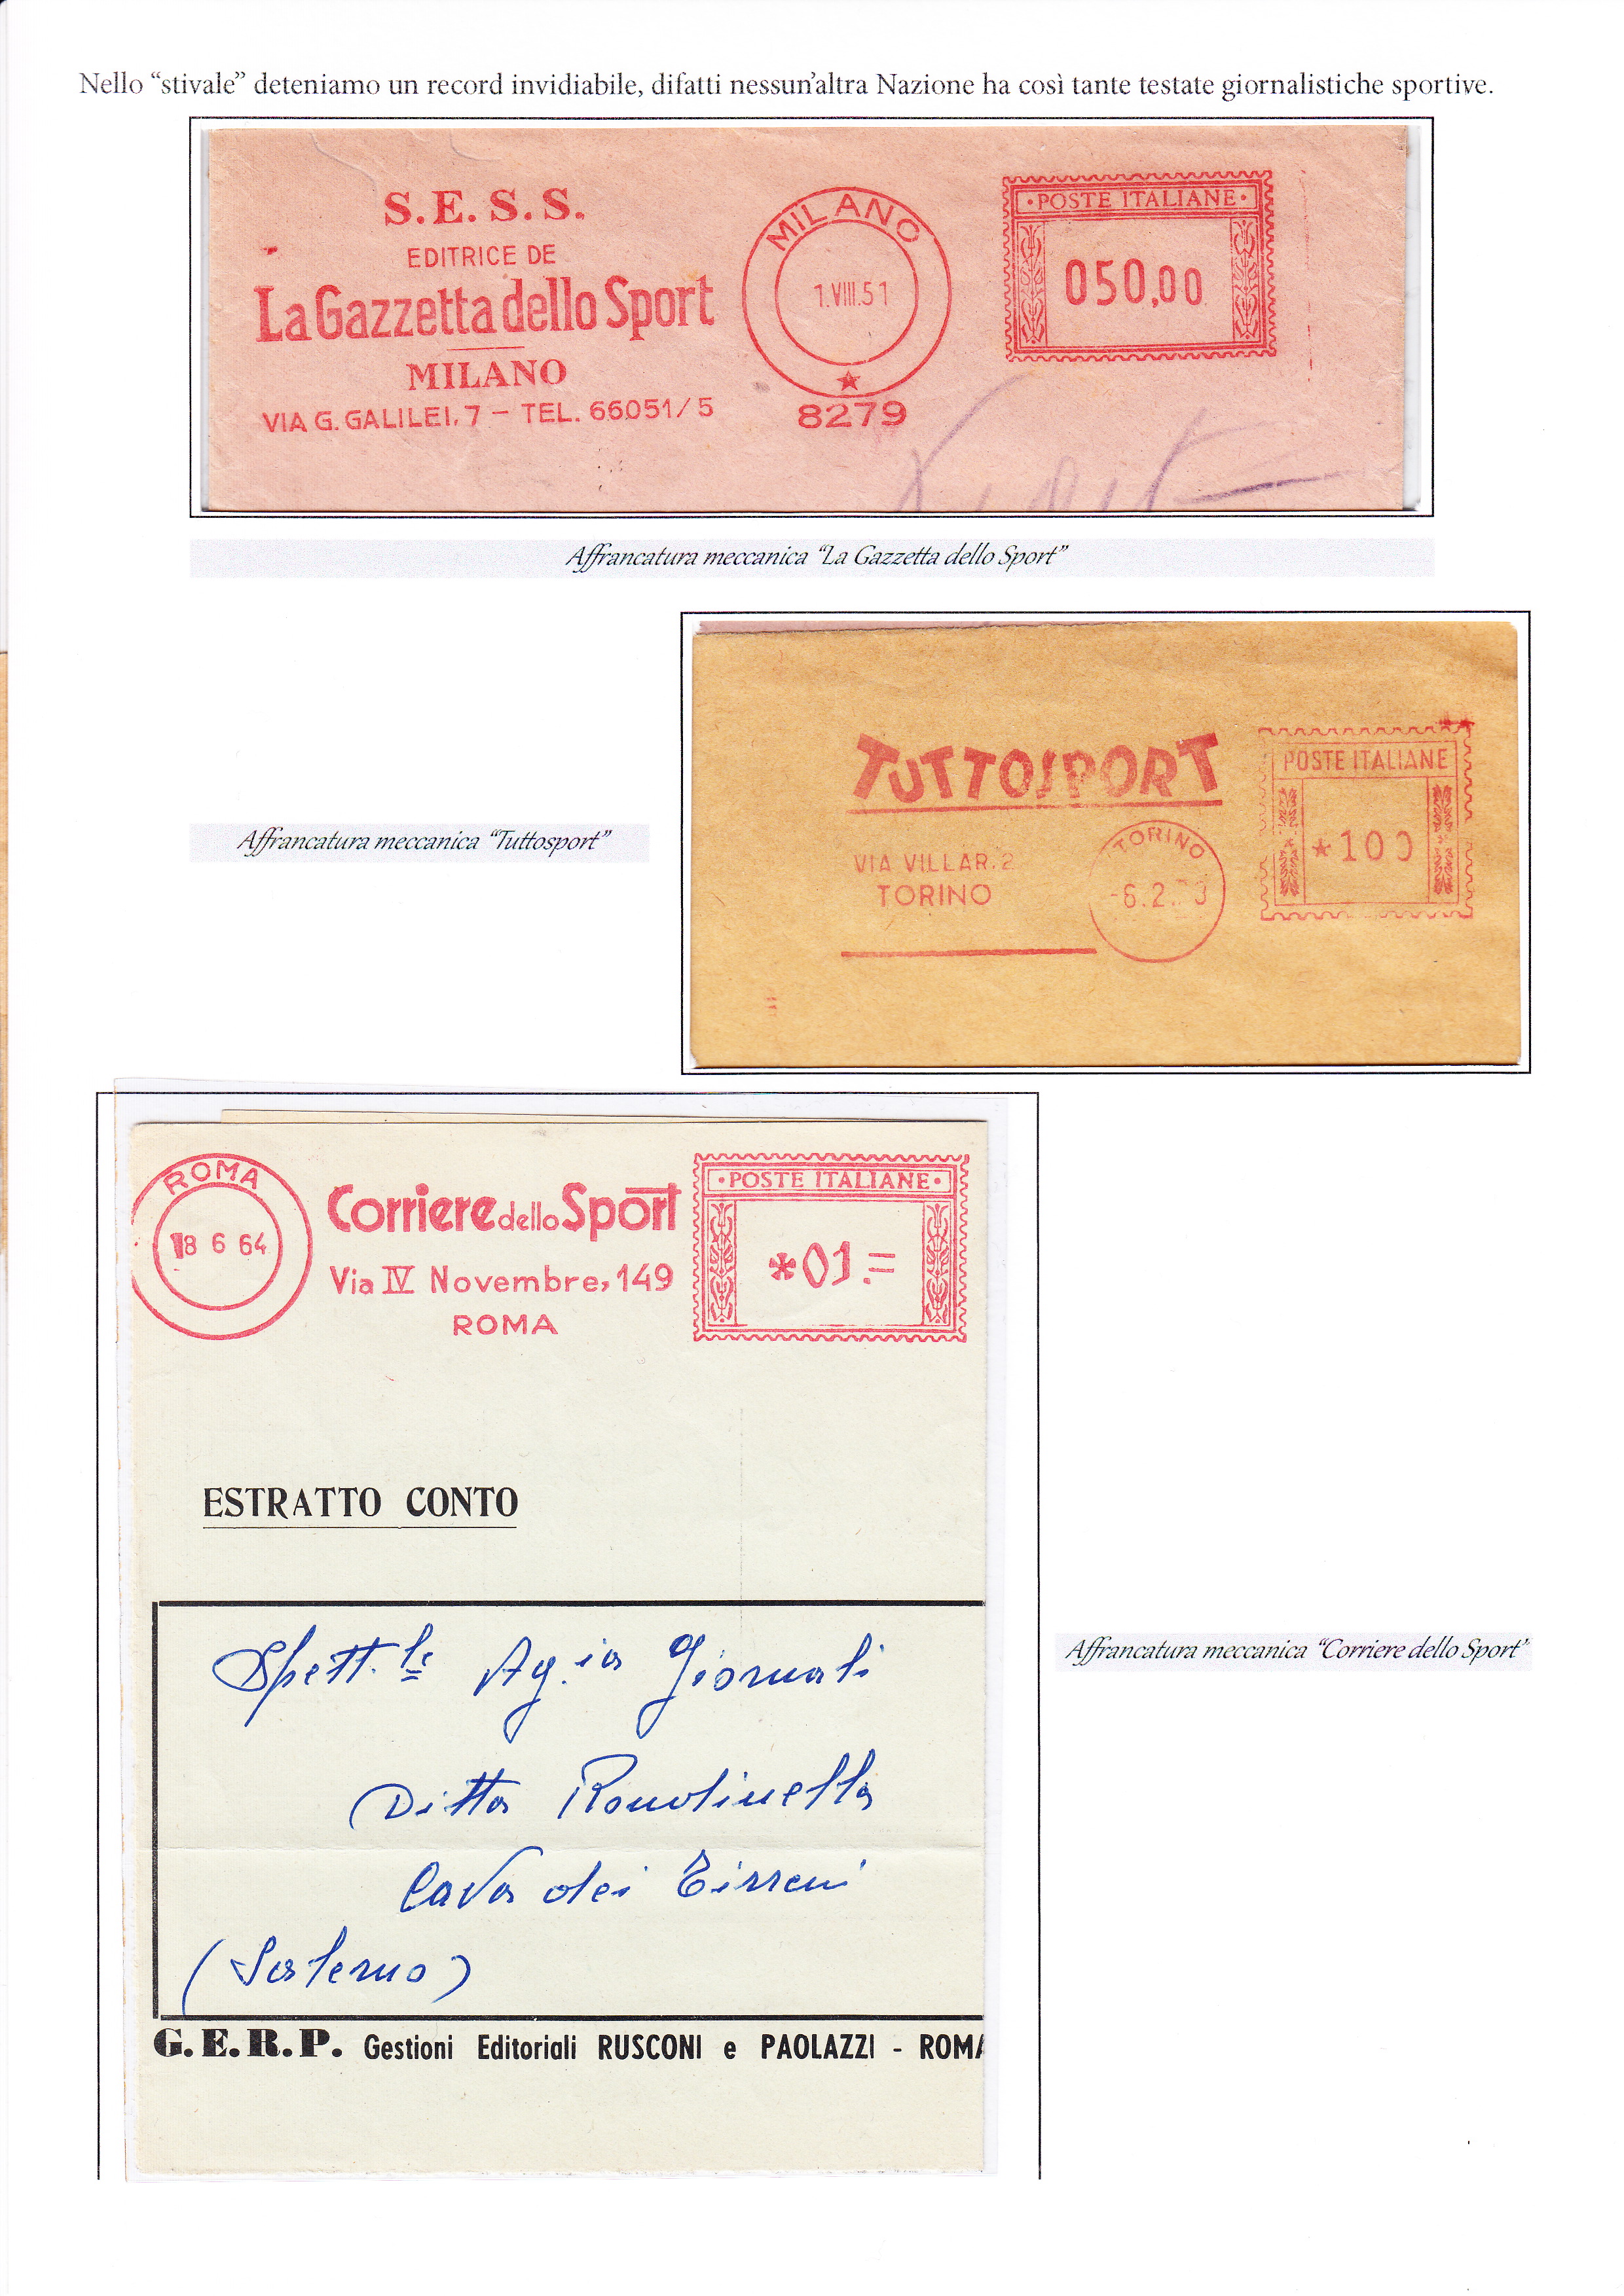 Nello “stivale” deteniamo un record invidiabile, difatti nessun’altra Nazione ha così tante testate giornalistiche sportive.
S.E.S.S.
EDITRICE DE
La Gazzetta dello Sport
MILANO
VIA G. GALILEI, 7 – TEL. 66051/5
MILANO
1.VIII.51
8279
·POSTE ITALIANE·
050,00
Affrancatura meccanica “La Gazzetta dello Sport”
TUTTOSPORT
VIA VILLAR. 2
TORINO
TORINO
-6.2.
POSTE ITALIANE
*100
Affrancatura meccanica “Tuttosport”
ROMA
18 6 64
Corriere dello Sport
Via IV Novembre, 149
ROMA
·POSTE ITALIANE·
*01.=
ESTRATTO CONTO
Spett.le Ag.ia Giornali
Ditta
Cava dei Tirreni
(Salerno)
G.E.R.P. Gestioni Editoriali RUSCONI e PAOLAZZI - ROMA
Affrancatura meccanica “Corriere dello Sport”